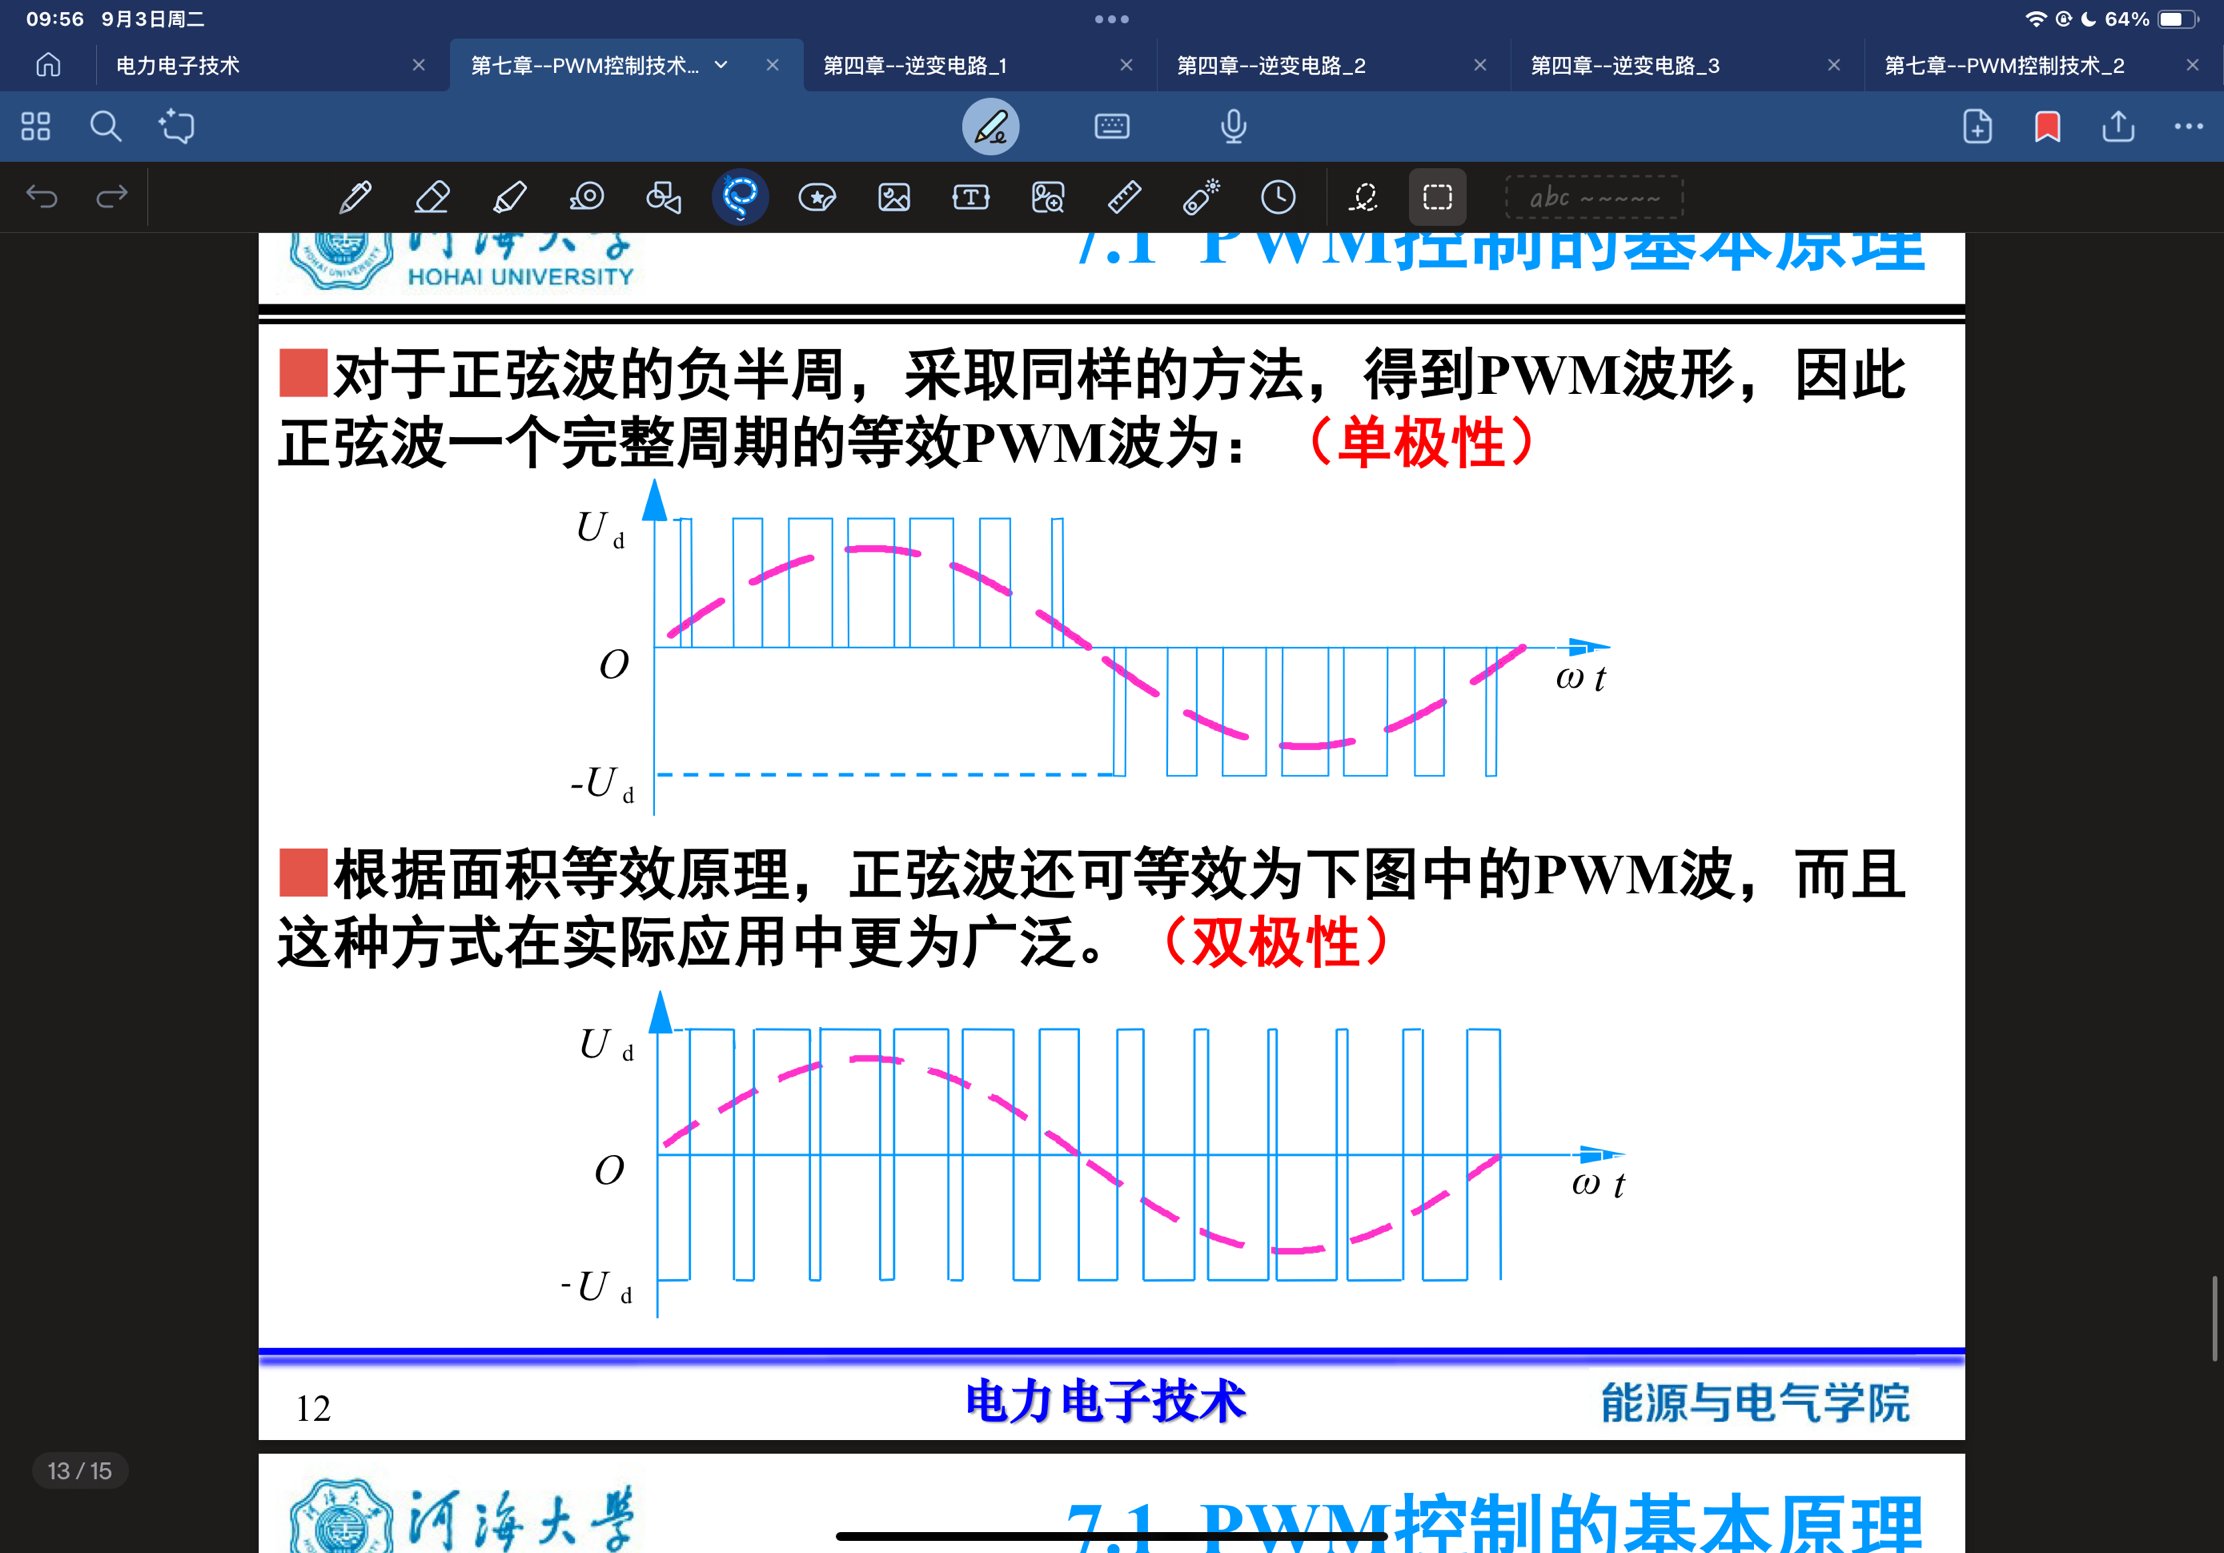 09:56 9月3日周二
64%
电力电子技术
第七章--PWM控制技术...
第四章--逆变电路_1
第四章--逆变电路_2
第四章--逆变电路_3
第七章--PWM控制技术_2
abc ~~~~~
河海大学
HOHAI UNIVERSITY
7.1 PWM控制的基本原理
对于正弦波的负半周，采取同样的方法，得到PWM波形，因此
正弦波一个完整周期的等效PWM波为：（单极性）
U d
O
ω t
-U d
根据面积等效原理，正弦波还可等效为下图中的PWM波，而且
这种方式在实际应用中更为广泛。（双极性）
U d
O
ω t
-U d
12
电力电子技术
能源与电气学院
13 / 15
河海大学
7.1 PWM控制的基本原理